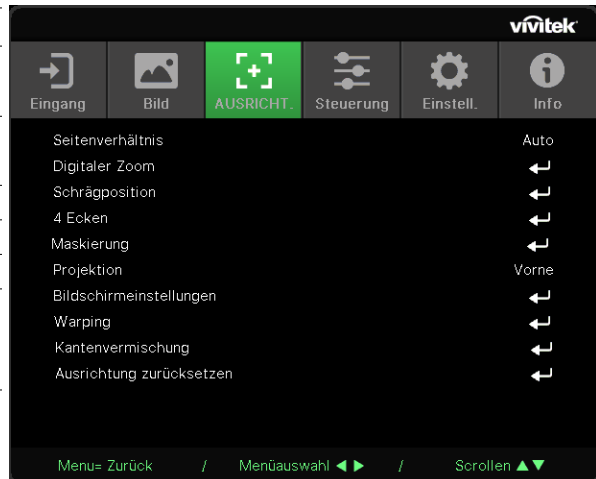 vivitek
Eingang Bild AUSRICHT. Steuerung Einstell. Info
Seitenverhältnis Auto
Digitaler Zoom
Schrägposition
4 Ecken
Maskierung
Projektion Vorne
Bildschirmeinstellungen
Warping
Kantenvermischung
Ausrichtung zurücksetzen
Menu= Zurück / Menüauswahl ◀ ▶ / Scrollen ▲▼